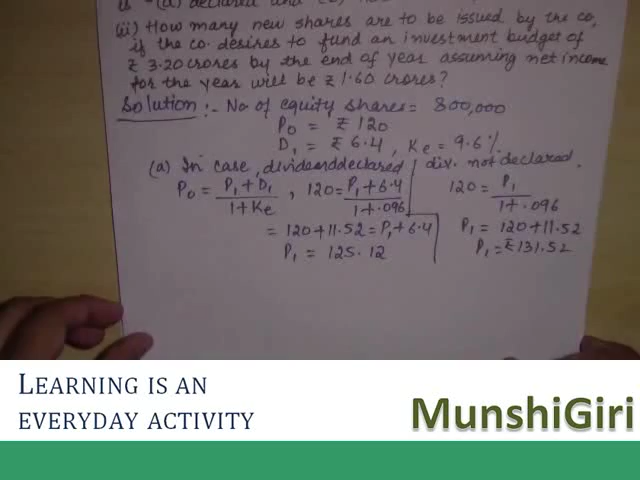 is - (a) declared and (b) not
(ii) How many new shares are to be issued by the co,
if the co. desires to fund an investment budget of
₹ 3.20 crores by the end of year assuming net income
for the year will be ₹ 1.60 crores?
Solution :- No of equity shares = 800,000
P0 = ₹ 120
D1 = ₹ 6.4, Ke = 9.6%
(a) In case, dividend declared | div. not declared.
P0 = P1 + D1 / 1 + Ke , 120 = P1 + 6.4 / 1 + .096 | 120 = P1 / 1 + .096
= 120 + 11.52 = P1 + 6.4 | P1 = 120 + 11.52
P1 = 125.12 | P1 = ₹ 131.52
LEARNING IS AN
EVERYDAY ACTIVITY
MunshiGiri